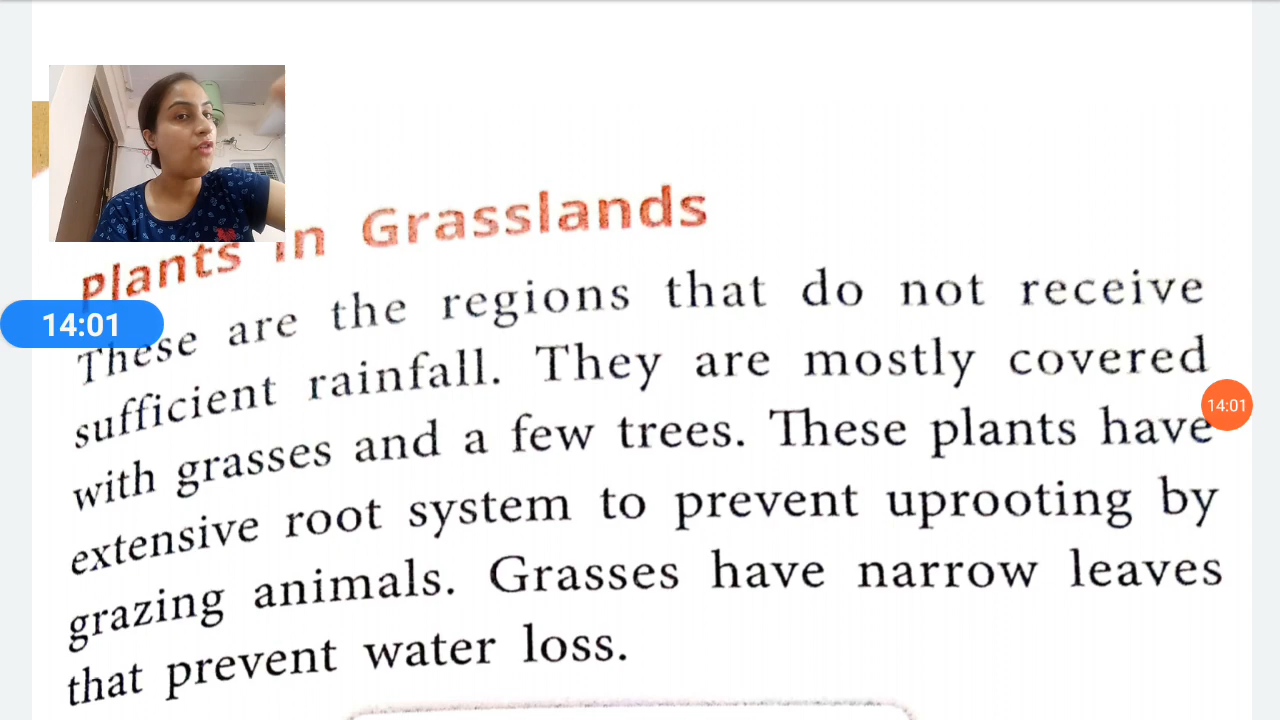 Plants in Grasslands
14:01
These are the regions that do not receive
sufficient rainfall. They are mostly covered
14:01
with grasses and a few trees. These plants have
extensive root system to prevent uprooting by
grazing animals. Grasses have narrow leaves
that prevent water loss.